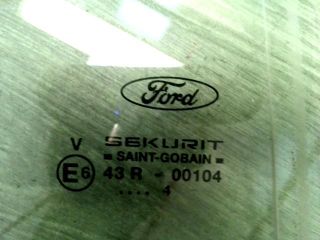 Ford
V SEKURIT
SAINT-GOBAIN
E6 43 R - 00104
.... 4